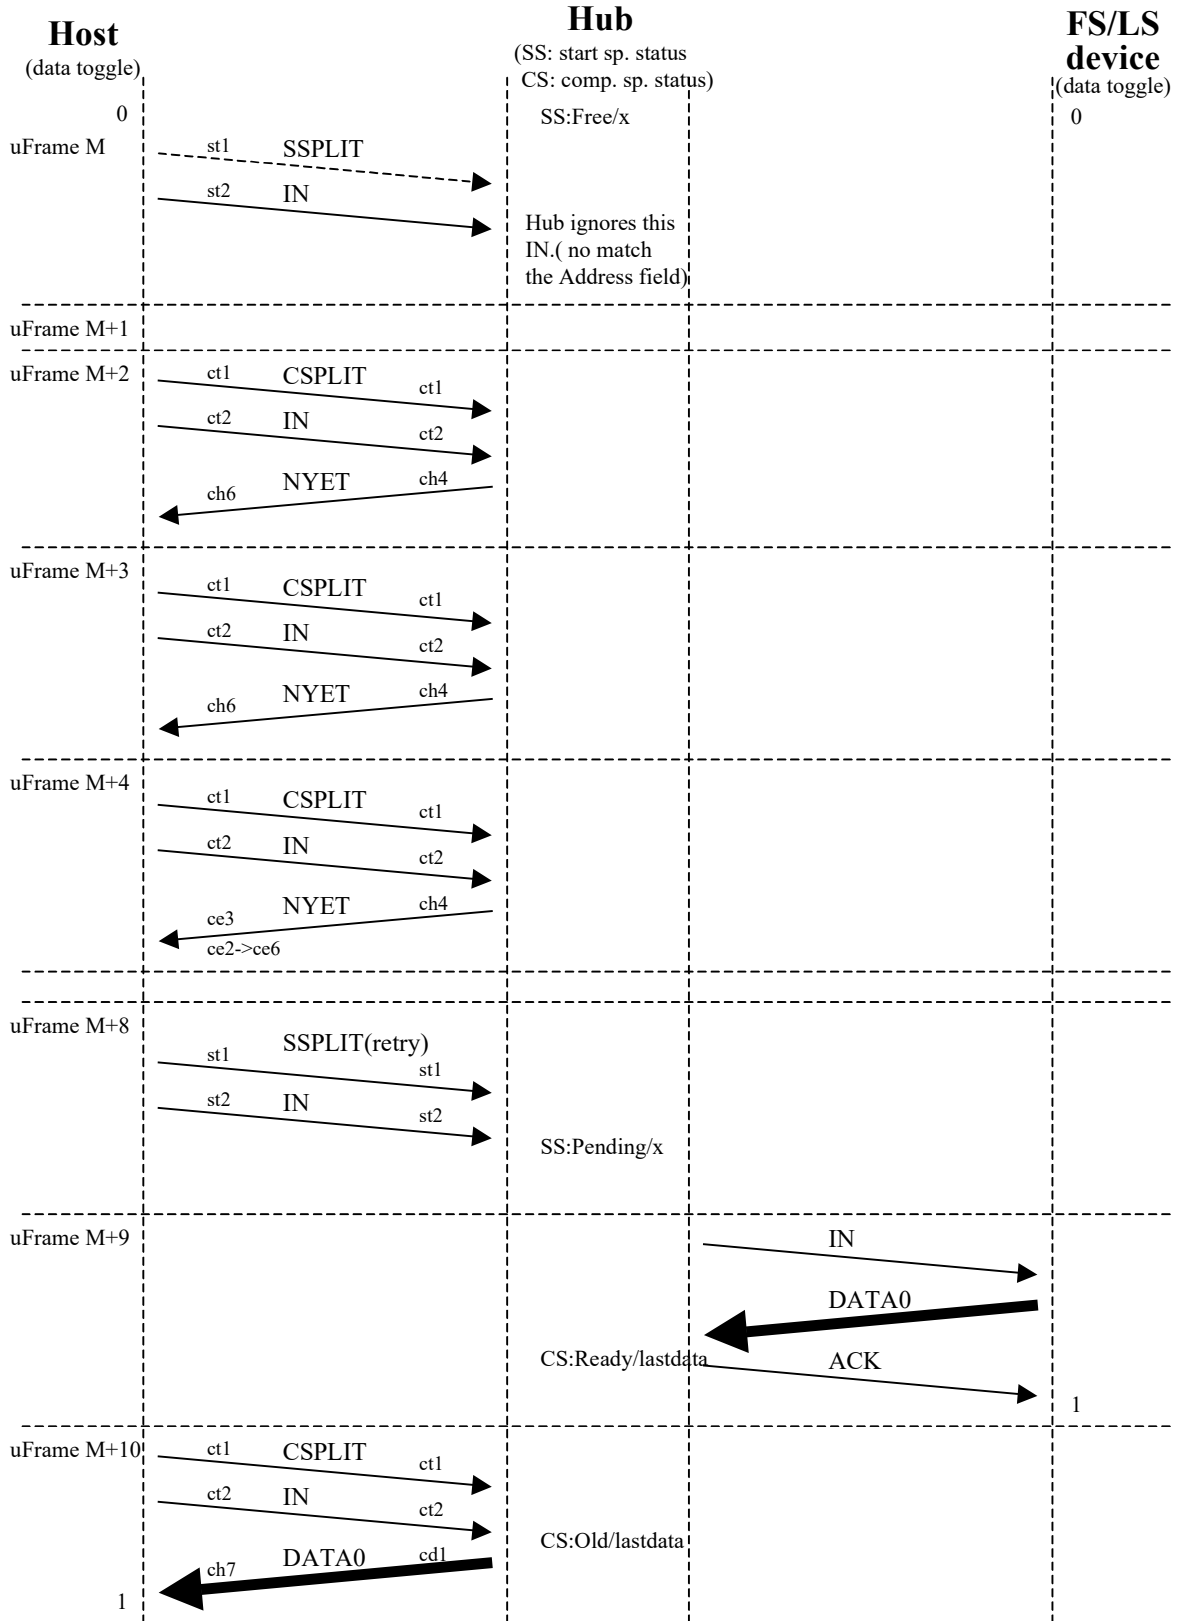 Host
(data toggle)
Hub
(SS: start sp. status
CS: comp. sp. status)
FS/LS
device
(data toggle)
0
SS:Free/x
0
uFrame M
st1 SSPLIT
st2 IN
Hub ignores this
IN.( no match
the Address field)
uFrame M+1
uFrame M+2
ct1 CSPLIT ct1
ct2 IN ct2
ch6 NYET ch4
uFrame M+3
ct1 CSPLIT ct1
ct2 IN ct2
ch6 NYET ch4
uFrame M+4
ct1 CSPLIT ct1
ct2 IN ct2
ce3 NYET ch4
ce2->ce6
uFrame M+8
st1 SSPLIT(retry) st1
st2 IN st2
SS:Pending/x
uFrame M+9
IN
DATA0
CS:Ready/lastdata ACK
1
uFrame M+10
ct1 CSPLIT ct1
ct2 IN ct2
CS:Old/lastdata
ch7 DATA0 cd1
1